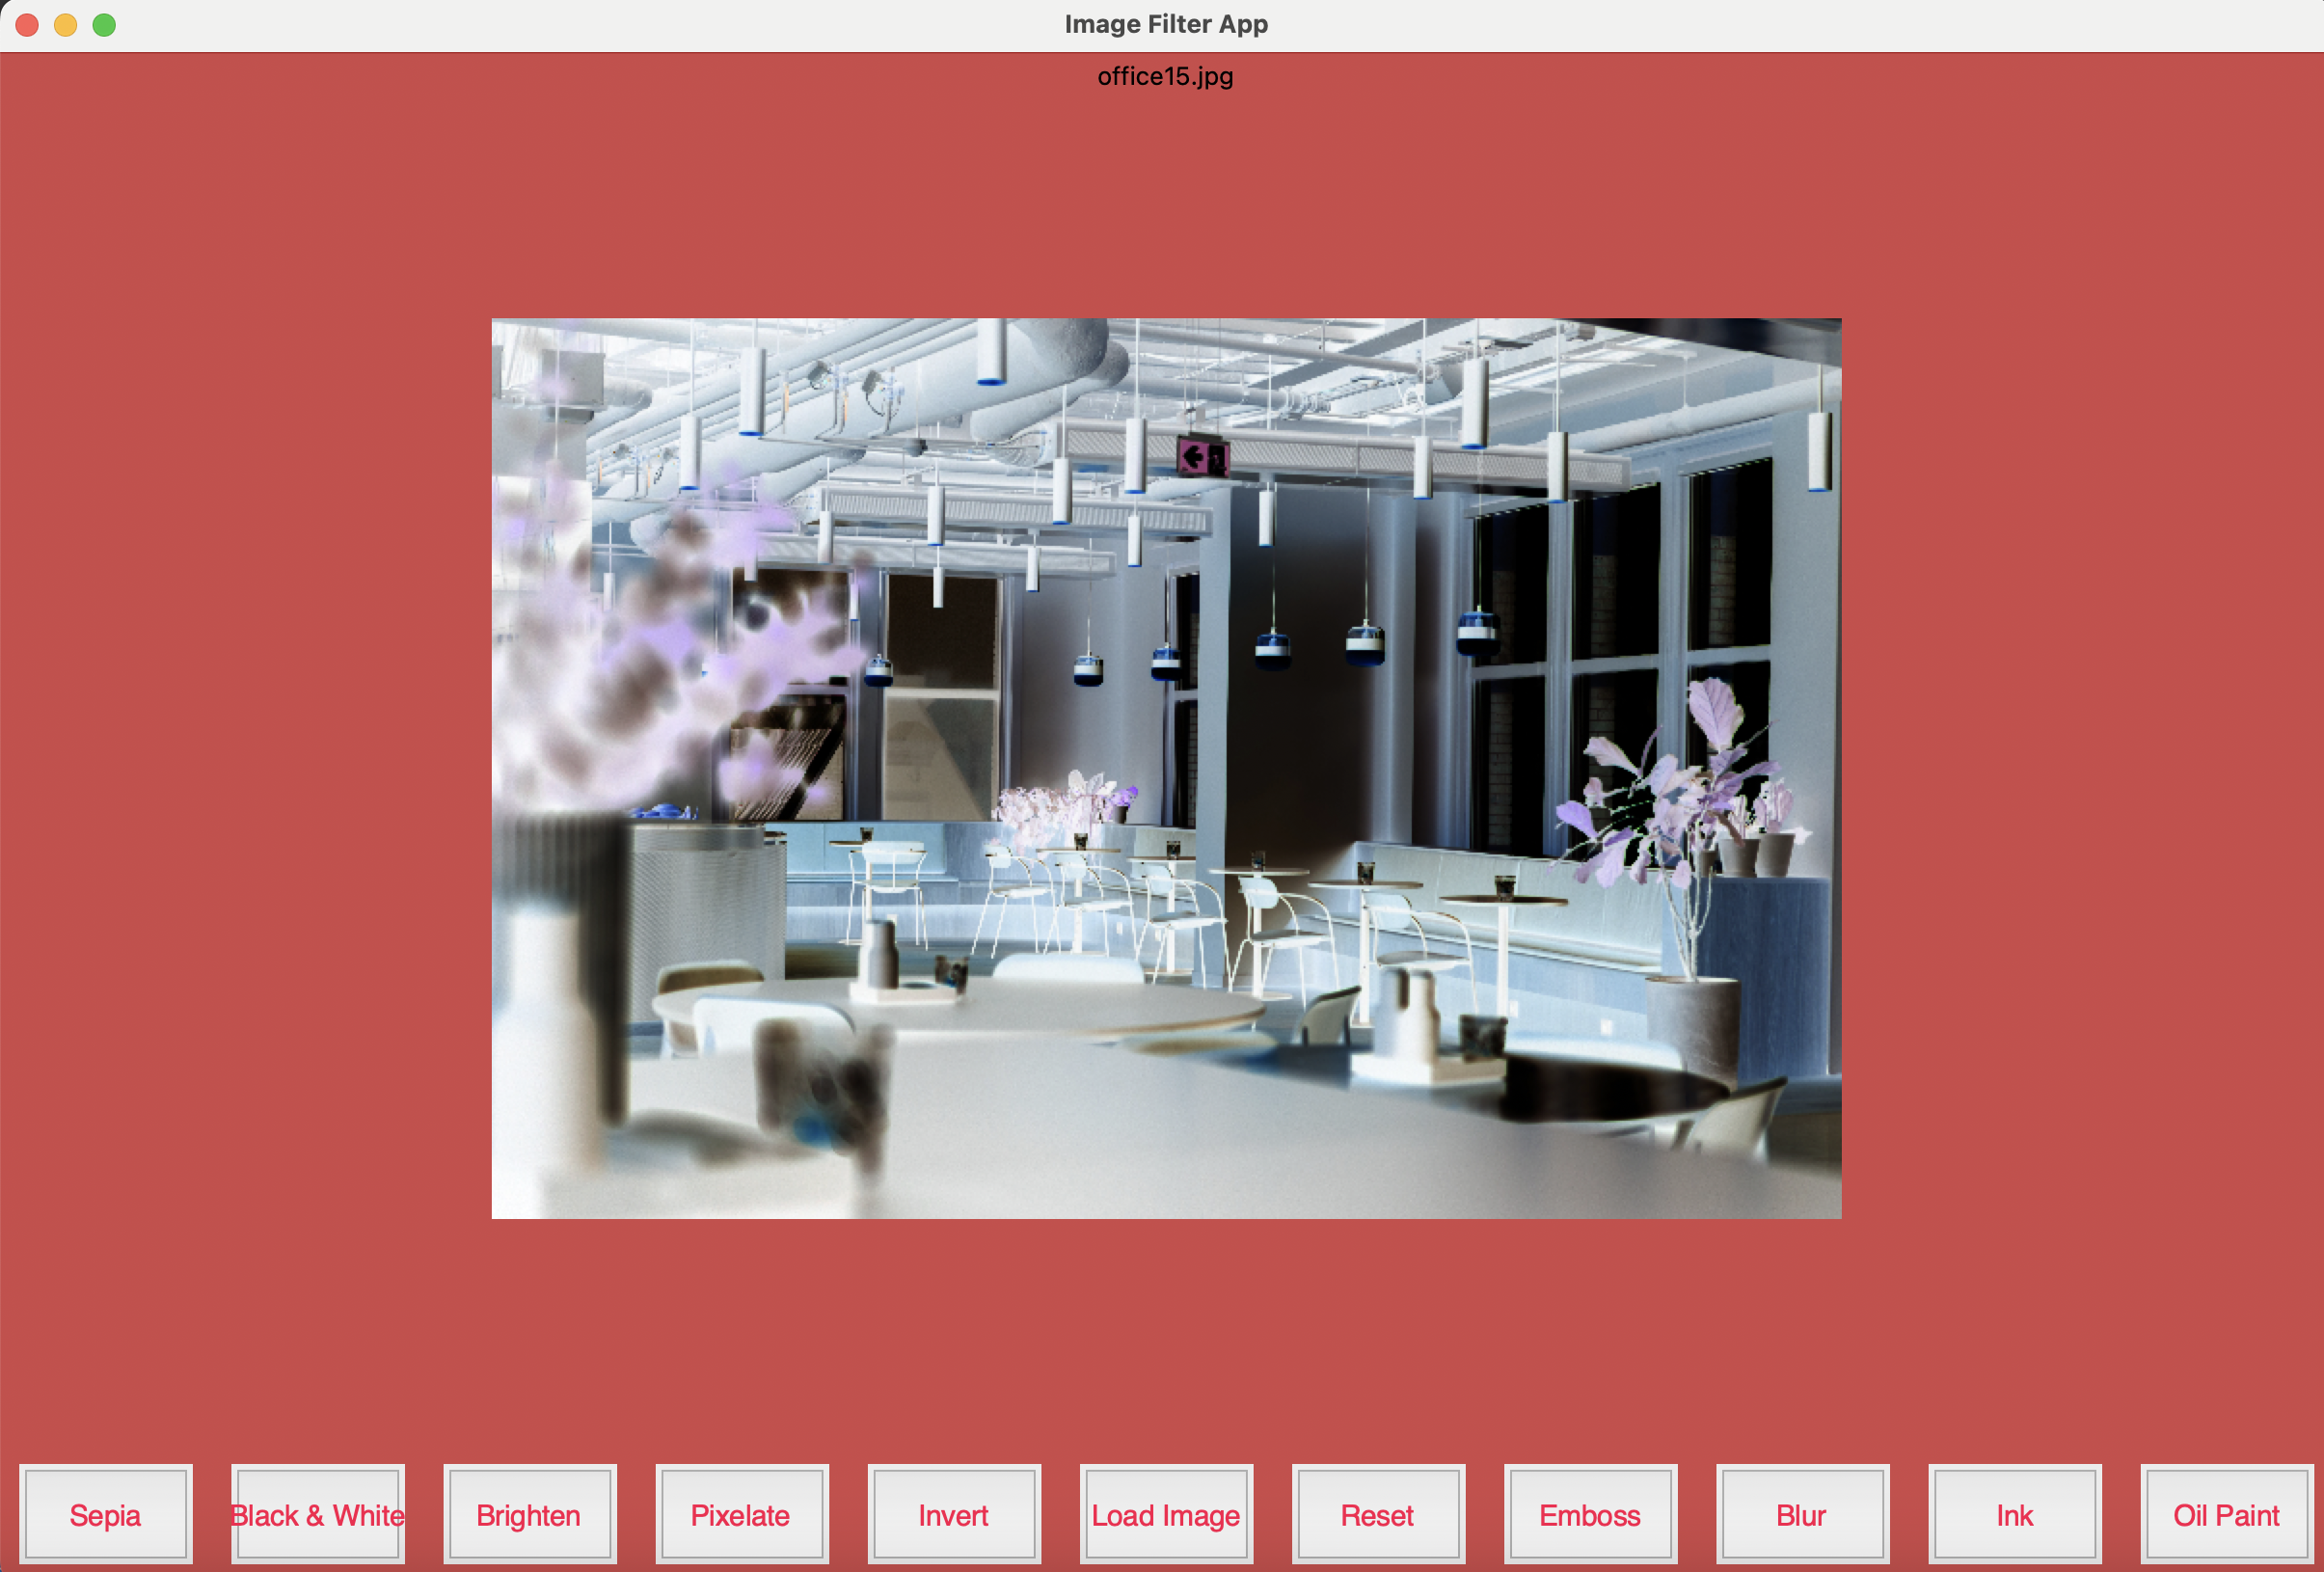 Image Filter App
office15.jpg
Sepia
Black & White
Brighten
Pixelate
Invert
Load Image
Reset
Emboss
Blur
Ink
Oil Paint